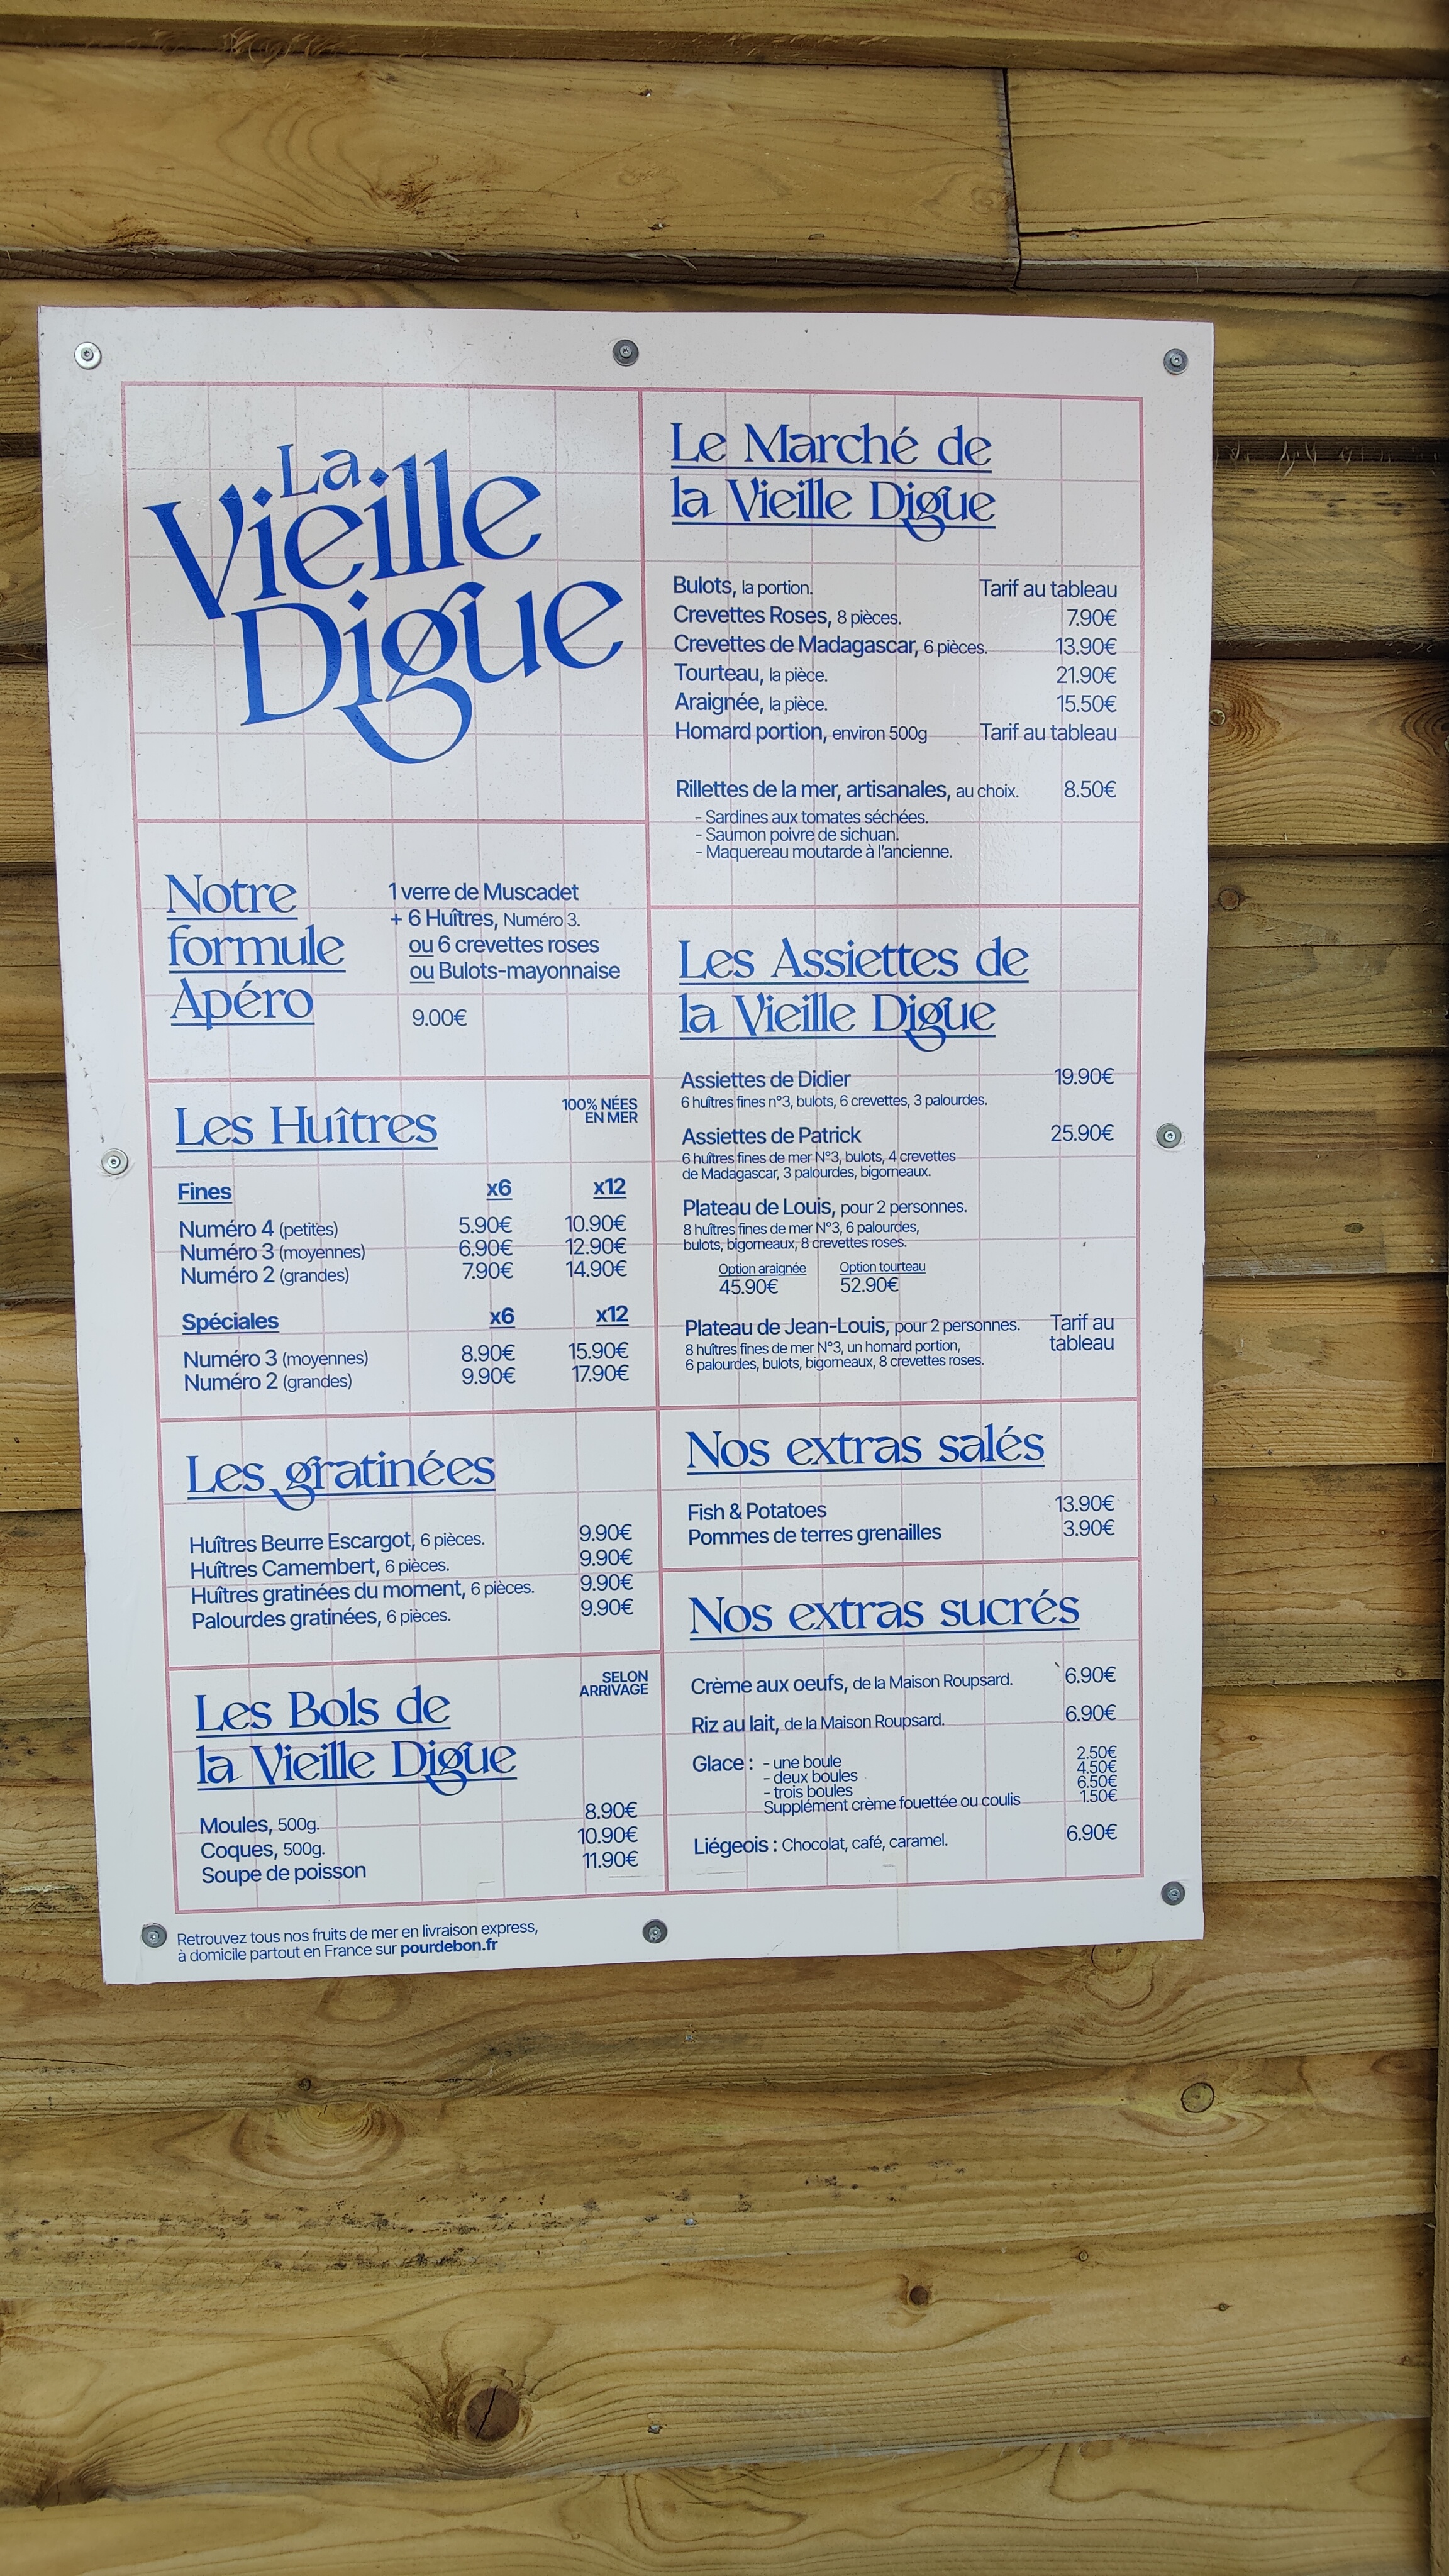 La
Vieille
Digue
Notre
formule
Apéro
1 verre de Muscadet
+ 6 Huîtres, Numéro 3.
ou 6 crevettes roses
ou Bulots-mayonnaise
9.00€
Les Huîtres
100% NÉES
EN MER
Fines x6 x12
Numéro 4 (petites) 5.90€ 10.90€
Numéro 3 (moyennes) 6.90€ 12.90€
Numéro 2 (grandes) 7.90€ 14.90€
Spéciales x6 x12
Numéro 3 (moyennes) 8.90€ 15.90€
Numéro 2 (grandes) 9.90€ 17.90€
Les gratinées
Huîtres Beurre Escargot, 6 pièces. 9.90€
Huîtres Camembert, 6 pièces. 9.90€
Huîtres gratinées du moment, 6 pièces. 9.90€
Palourdes gratinées, 6 pièces. 9.90€
Les Bols de
la Vieille Digue
SELON
ARRIVAGE
Moules, 500g. 8.90€
Coques, 500g. 10.90€
Soupe de poisson 11.90€
Le Marché de
la Vieille Digue
Bulots, la portion. Tarif au tableau
Crevettes Roses, 8 pièces. 7.90€
Crevettes de Madagascar, 6 pièces. 13.90€
Tourteau, la pièce. 21.90€
Araignée, la pièce. 15.50€
Homard portion, environ 500g Tarif au tableau
Rillettes de la mer, artisanales, au choix. 8.50€
- Sardines aux tomates séchées.
- Saumon poivre de sichuan.
- Maquereau moutarde à l'ancienne.
Les Assiettes de
la Vieille Digue
Assiettes de Didier 19.90€
6 huîtres fines n°3, bulots, 6 crevettes, 3 palourdes.
Assiettes de Patrick 25.90€
6 huîtres fines de mer N°3, bulots, 4 crevettes
de Madagascar, 3 palourdes, bigorneaux.
Plateau de Louis, pour 2 personnes.
8 huîtres fines de mer N°3, 6 palourdes,
bulots, bigorneaux, 8 crevettes roses.
Option araignée Option tourteau
45.90€ 52.90€
Plateau de Jean-Louis, pour 2 personnes. Tarif au
tableau
8 huîtres fines de mer N°3, un homard portion,
6 palourdes, bulots, bigorneaux, 8 crevettes roses.
Nos extras salés
Fish & Potatoes 13.90€
Pommes de terres grenailles 3.90€
Nos extras sucrés
Crème aux oeufs, de la Maison Roupsard. 6.90€
Riz au lait, de la Maison Roupsard. 6.90€
Glace : - une boule 2.50€
- deux boules 4.50€
- trois boules 6.50€
Supplément crème fouettée ou coulis 1.50€
Liégeois : Chocolat, café, caramel. 6.90€
Retrouvez tous nos fruits de mer en livraison express,
à domicile partout en France sur pourdebon.fr